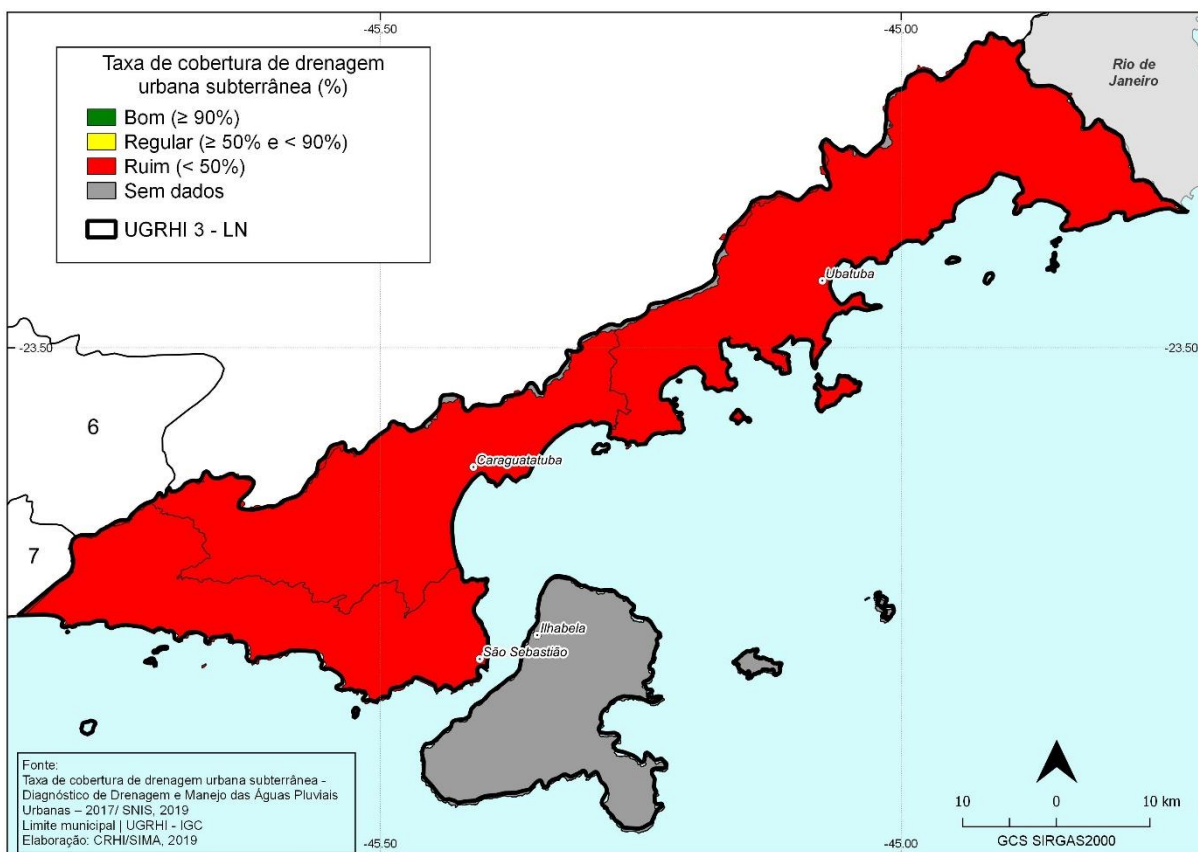 -45.50
-45.00
Taxa de cobertura de drenagem
urbana subterrânea (%)
Bom (≥ 90%)
Regular (≥ 50% e < 90%)
Ruim (< 50%)
Sem dados
UGRHI 3 - LN
Rio de
Janeiro
Ubatuba
-23.50
-23.50
6
Caraguatatuba
7
Ilhabela
São Sebastião
Fonte:
Taxa de cobertura de drenagem urbana subterrânea -
Diagnóstico de Drenagem e Manejo das Águas Pluviais
Urbanas – 2017/ SNIS, 2019
Limite municipal | UGRHI - IGC
Elaboração: CRHI/SIMA, 2019
10 0 10 km
GCS SIRGAS2000
-45.50
-45.00